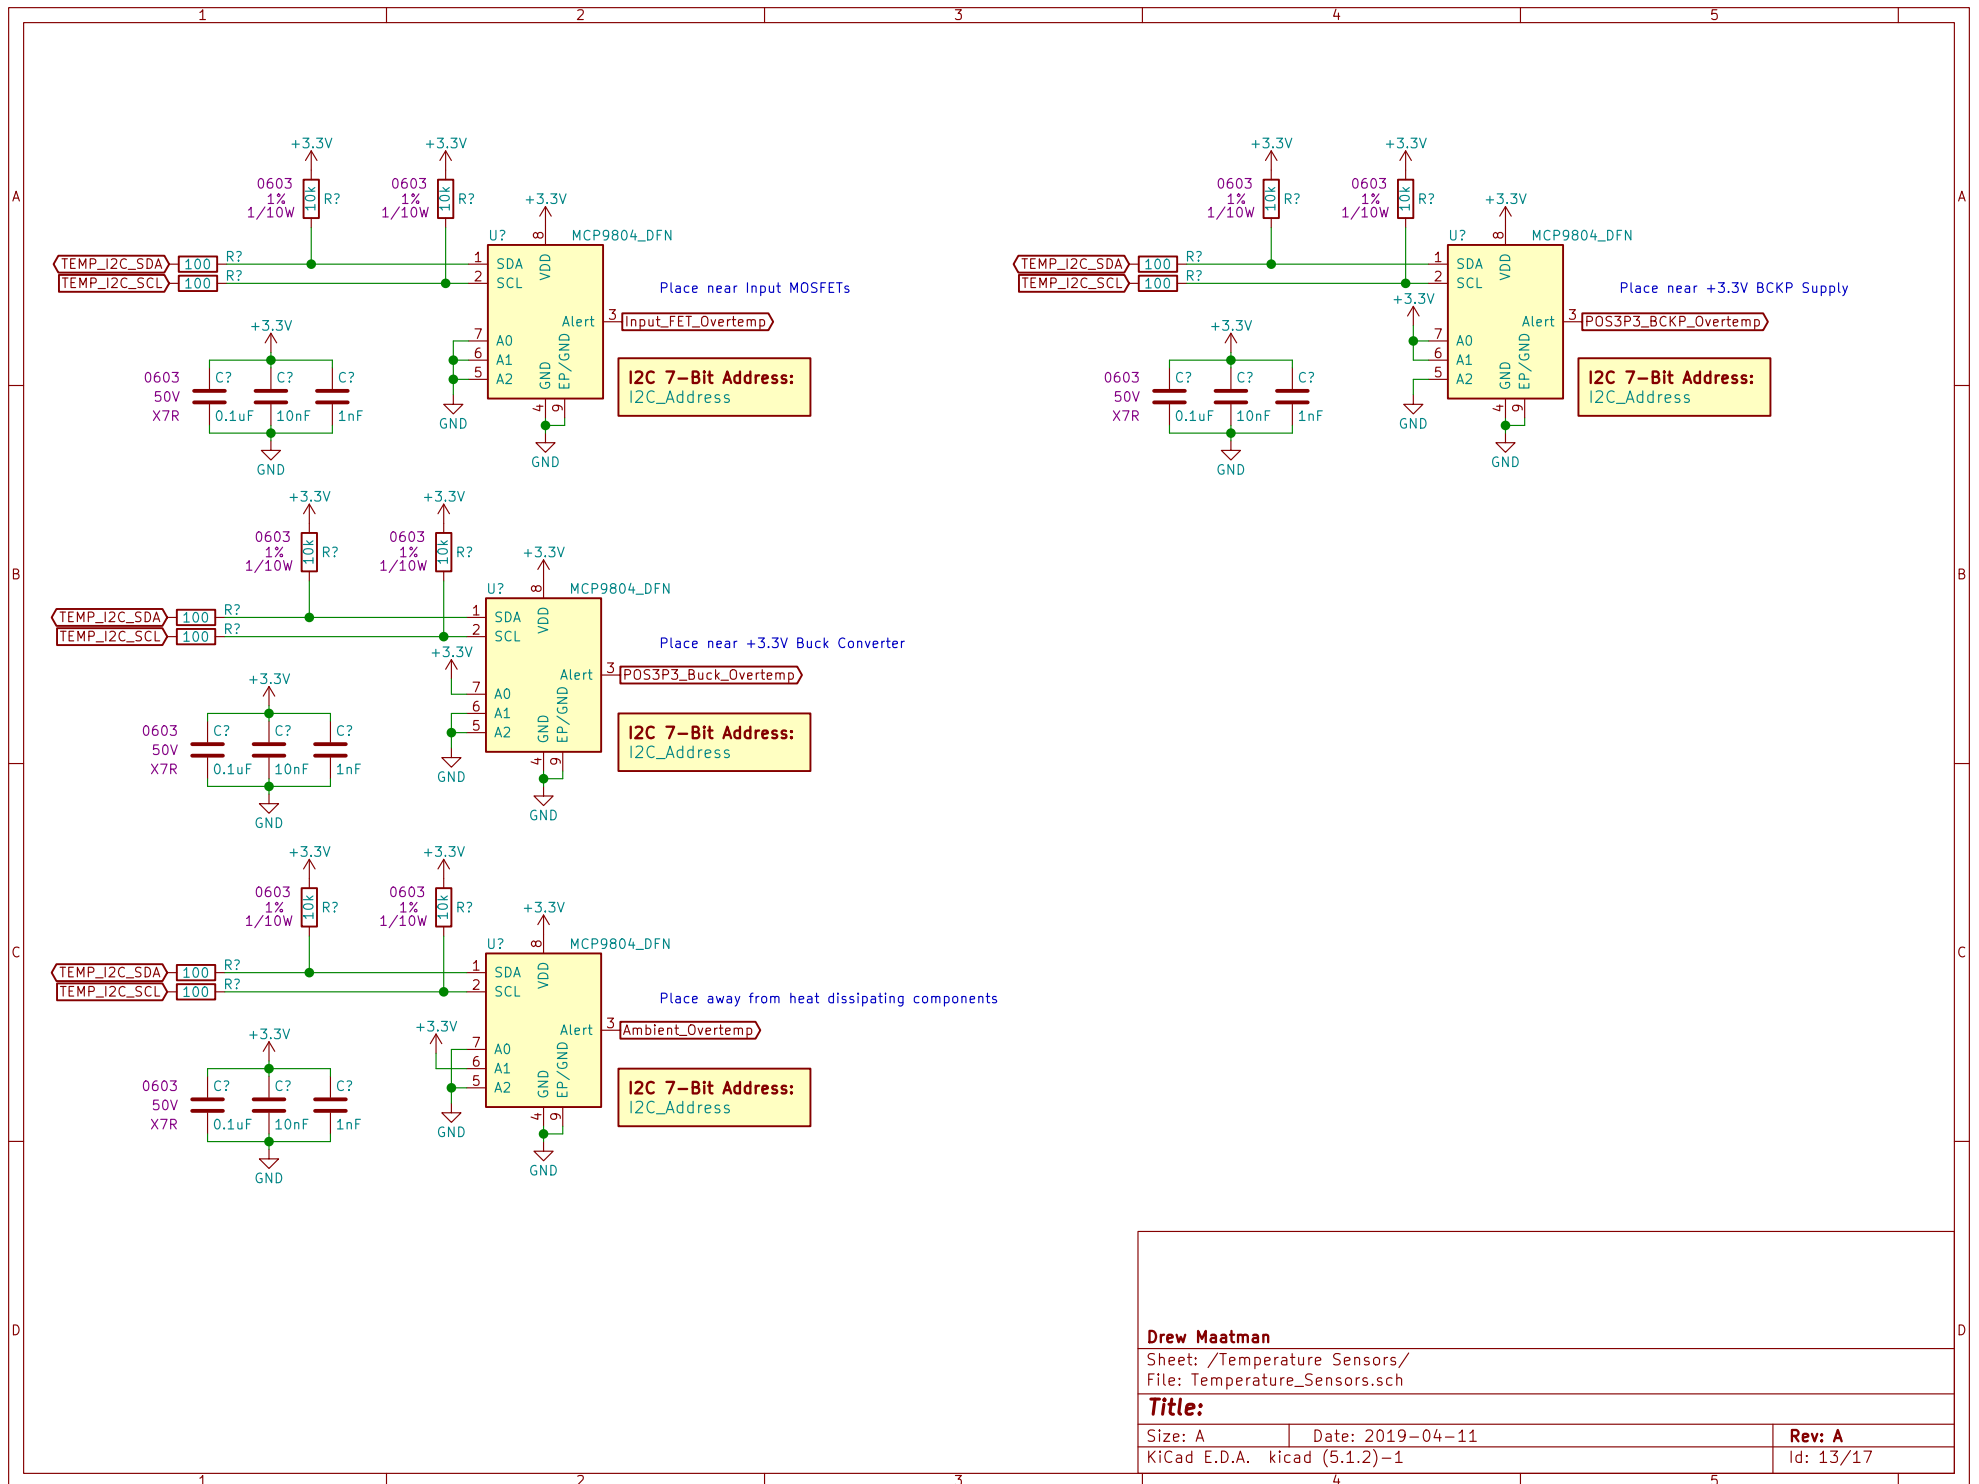 1 2 3 4 5
A A
B B
C C
D D
+3.3V +3.3V
0603 1% 1/10W 10k R?
0603 1% 1/10W 10k R?
+3.3V
U? 8 MCP9804_DFN
TEMP_I2C_SDA 100 R? 1 SDA VDD
TEMP_I2C_SCL 100 R? 2 SCL
Place near Input MOSFETs
Alert 3 Input_FET_Overtemp
7 A0
6 A1
5 A2
GND EP/GND
4 9
GND
GND
+3.3V
0603 C? C? C?
50V
X7R 0.1uF 10nF 1nF
GND
I2C 7-Bit Address:
I2C_Address
+3.3V +3.3V
0603 1% 1/10W 10k R?
0603 1% 1/10W 10k R?
+3.3V
U? 8 MCP9804_DFN
TEMP_I2C_SDA 100 R? 1 SDA VDD
TEMP_I2C_SCL 100 R? 2 SCL
Place near +3.3V BCKP Supply
+3.3V
Alert 3 POS3P3_BCKP_Overtemp
7 A0
6 A1
5 A2
GND EP/GND
4 9
GND
GND
+3.3V
0603 C? C? C?
50V
X7R 0.1uF 10nF 1nF
GND
I2C 7-Bit Address:
I2C_Address
+3.3V +3.3V
0603 1% 1/10W 10k R?
0603 1% 1/10W 10k R?
+3.3V
U? 8 MCP9804_DFN
TEMP_I2C_SDA 100 R? 1 SDA VDD
TEMP_I2C_SCL 100 R? 2 SCL
Place near +3.3V Buck Converter
+3.3V
Alert 3 POS3P3_Buck_Overtemp
7 A0
6 A1
5 A2
GND EP/GND
4 9
GND
GND
+3.3V
0603 C? C? C?
50V
X7R 0.1uF 10nF 1nF
GND
I2C 7-Bit Address:
I2C_Address
+3.3V +3.3V
0603 1% 1/10W 10k R?
0603 1% 1/10W 10k R?
+3.3V
U? 8 MCP9804_DFN
TEMP_I2C_SDA 100 R? 1 SDA VDD
TEMP_I2C_SCL 100 R? 2 SCL
Place away from heat dissipating components
+3.3V
Alert 3 Ambient_Overtemp
7 A0
6 A1
5 A2
GND EP/GND
4 9
GND
GND
+3.3V
0603 C? C? C?
50V
X7R 0.1uF 10nF 1nF
GND
I2C 7-Bit Address:
I2C_Address
Drew Maatman
Sheet: /Temperature Sensors/
File: Temperature_Sensors.sch
Title:
Size: A Date: 2019-04-11 Rev: A
KiCad E.D.A. kicad (5.1.2)-1 Id: 13/17
1 2 3 4 5